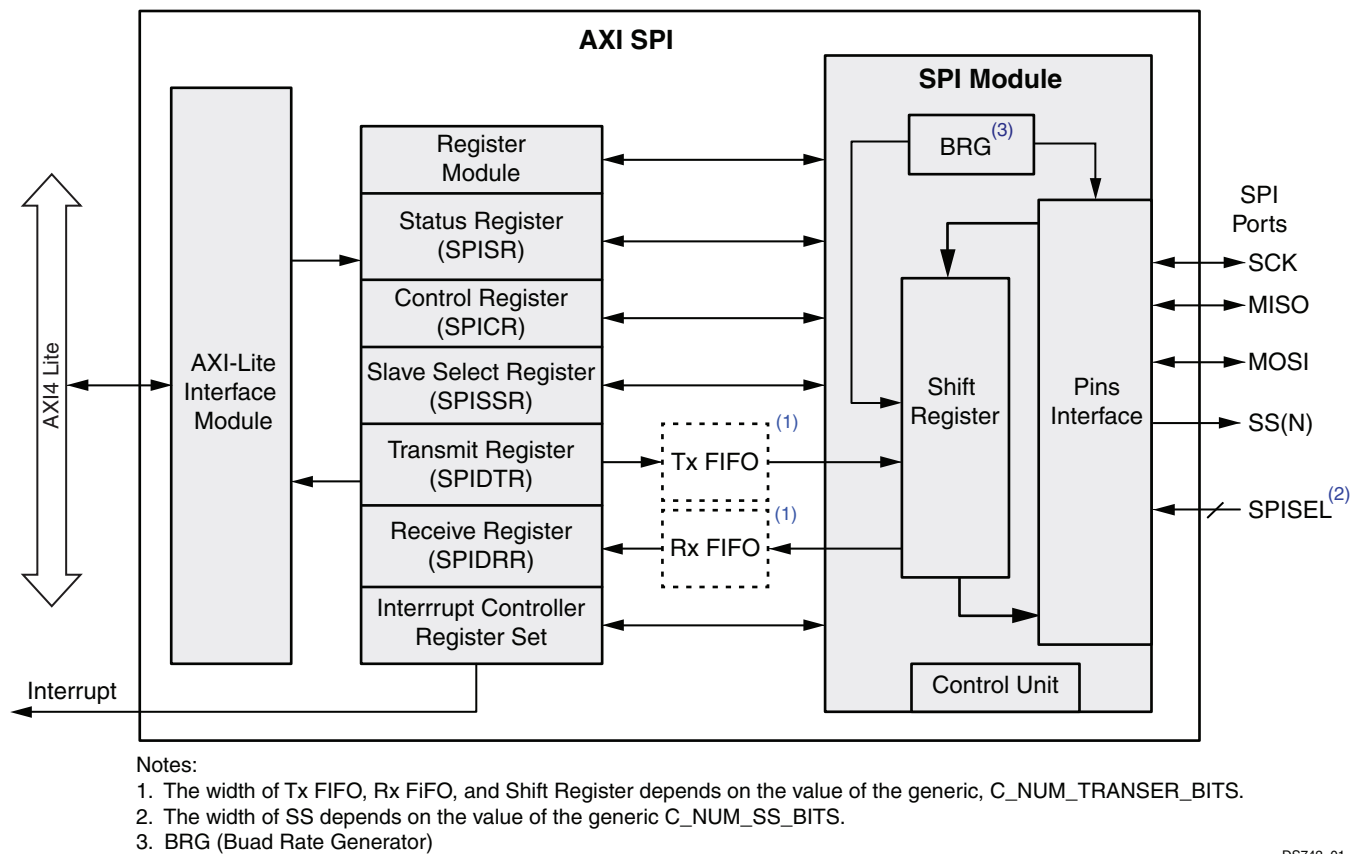 AXI SPI
SPI Module
BRG(3)
Register
Module
Status Register
(SPISR)
Control Register
(SPICR)
Slave Select Register
(SPISSR)
Transmit Register
(SPIDTR)
Receive Register
(SPIDRR)
Interrrupt Controller
Register Set
AXI4 Lite
AXI-Lite
Interface
Module
Tx FIFO
(1)
Rx FIFO
(1)
Shift
Register
Pins
Interface
Control Unit
SPI
Ports
SCK
MISO
MOSI
SS(N)
SPISEL(2)
Interrupt
Notes:
1. The width of Tx FIFO, Rx FiFO, and Shift Register depends on the value of the generic, C_NUM_TRANSER_BITS.
2. The width of SS depends on the value of the generic C_NUM_SS_BITS.
3. BRG (Buad Rate Generator)